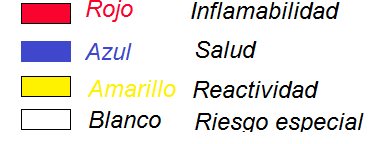 Rojo Inflamabilidad
Azul Salud
Amarillo Reactividad
Blanco Riesgo especial